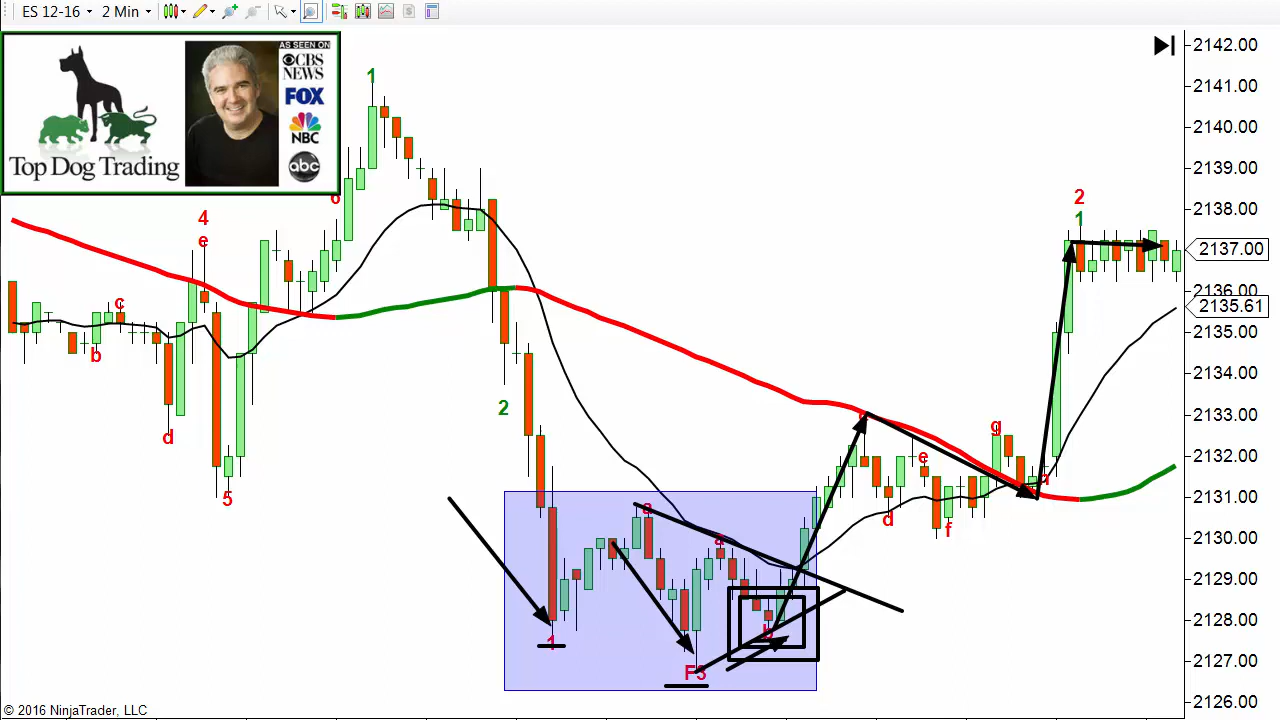 ES 12-16 2 Min
AS SEEN ON
CBS
NEWS
FOX
NBC
abc
Top Dog Trading
2142.00
2141.00
2140.00
2139.00
2138.00
2137.00
2136.00
2135.61
2135.00
2134.00
2133.00
2132.00
2131.00
2130.00
2129.00
2128.00
2127.00
2126.00
1
6
4
e
c
b
d
5
2
1
F3
a
b
d
e
f
g
2
1
© 2016 NinjaTrader, LLC